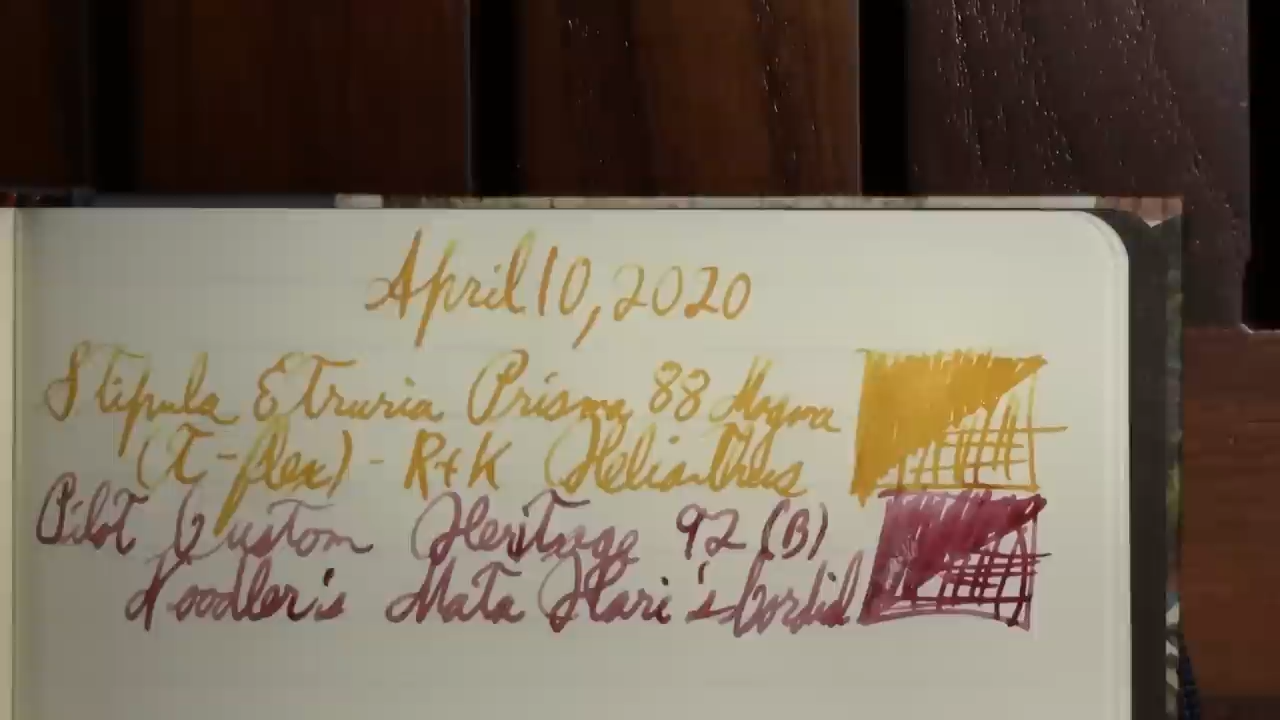 April 10, 2020
Stipula Etruria Prisma 88 Magma
(T-flex) - R+K Helianthus
Pilot Custom Heritage 92 (B)
Noodler's Mata Hari's Cordial